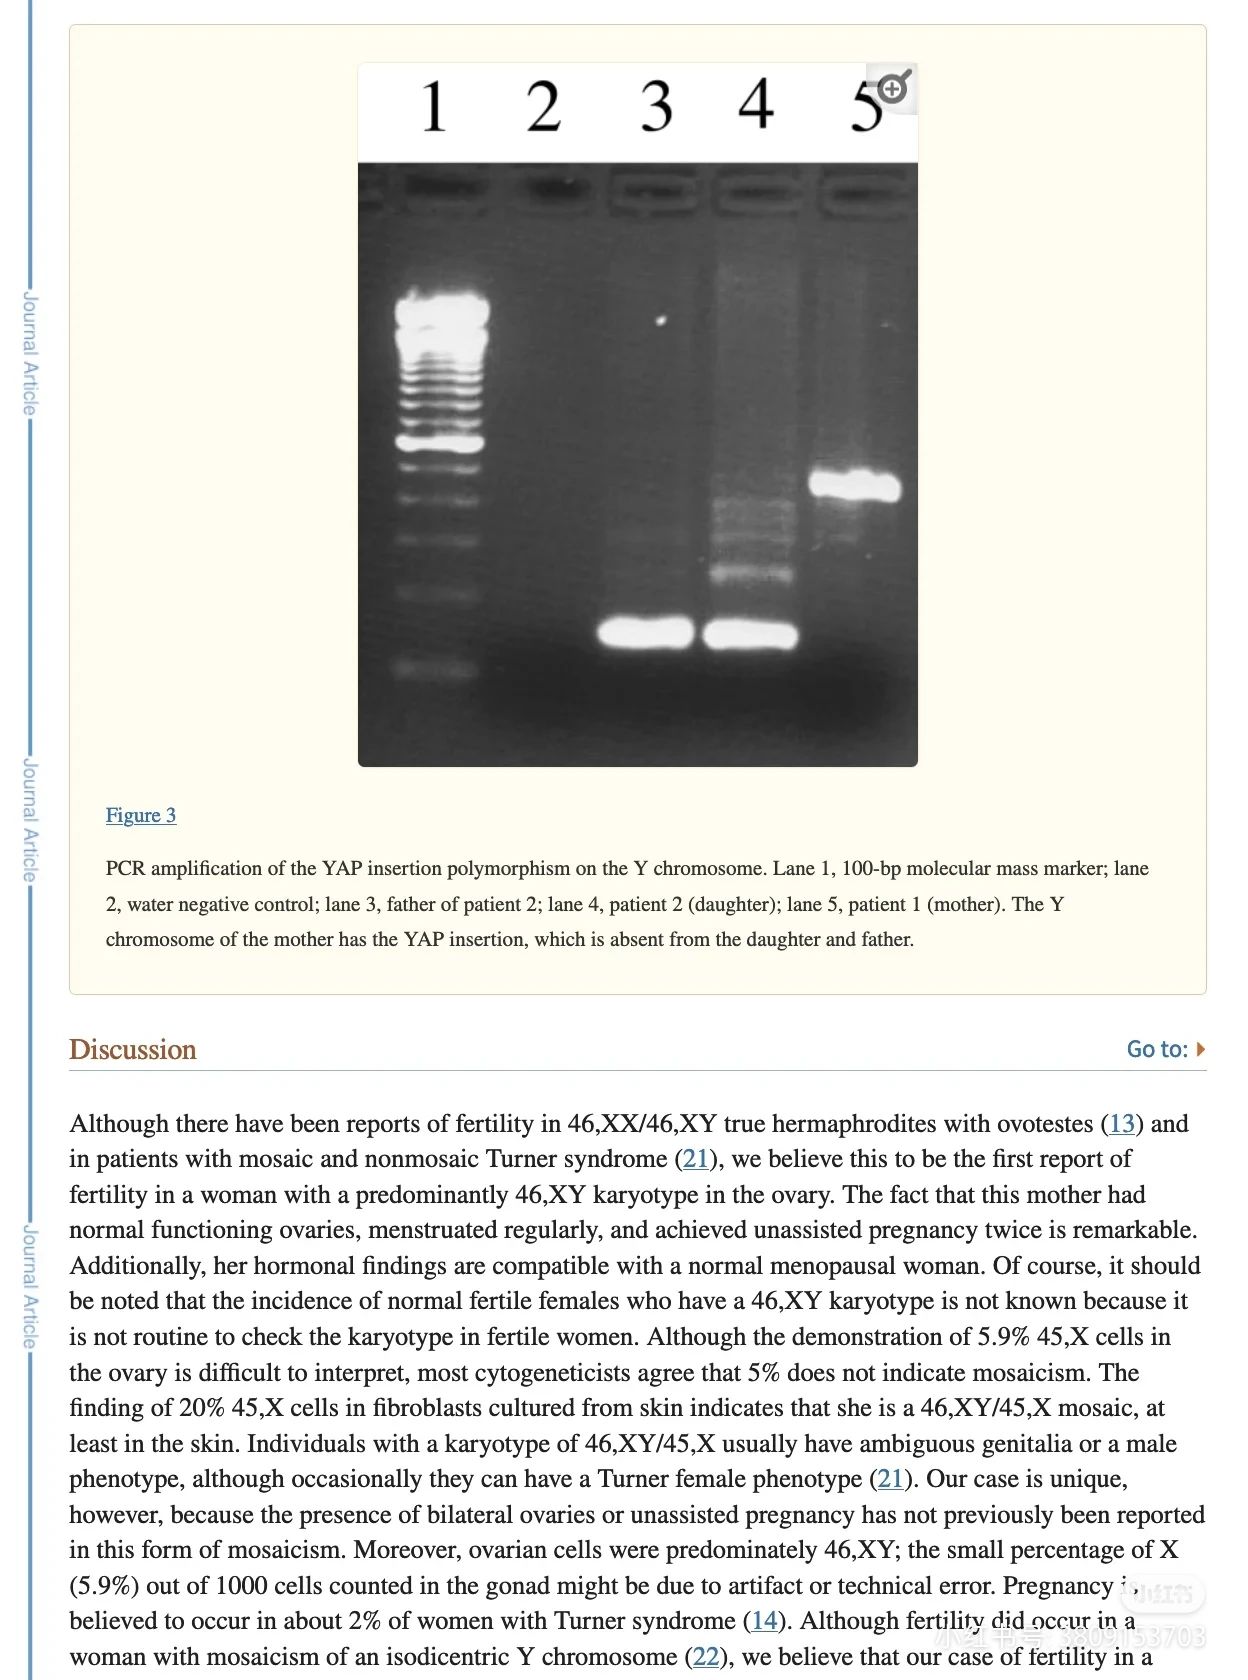 1 2 3 4 5
Figure 3
PCR amplification of the YAP insertion polymorphism on the Y chromosome. Lane 1, 100-bp molecular mass marker; lane
2, water negative control; lane 3, father of patient 2; lane 4, patient 2 (daughter); lane 5, patient 1 (mother). The Y
chromosome of the mother has the YAP insertion, which is absent from the daughter and father.
Discussion
Go to:
Although there have been reports of fertility in 46,XX/46,XY true hermaphrodites with ovotestes (13) and
in patients with mosaic and nonmosaic Turner syndrome (21), we believe this to be the first report of
fertility in a woman with a predominantly 46,XY karyotype in the ovary. The fact that this mother had
normal functioning ovaries, menstruated regularly, and achieved unassisted pregnancy twice is remarkable.
Additionally, her hormonal findings are compatible with a normal menopausal woman. Of course, it should
be noted that the incidence of normal fertile females who have a 46,XY karyotype is not known because it
is not routine to check the karyotype in fertile women. Although the demonstration of 5.9% 45,X cells in
the ovary is difficult to interpret, most cytogeneticists agree that 5% does not indicate mosaicism. The
finding of 20% 45,X cells in fibroblasts cultured from skin indicates that she is a 46,XY/45,X mosaic, at
least in the skin. Individuals with a karyotype of 46,XY/45,X usually have ambiguous genitalia or a male
phenotype, although occasionally they can have a Turner female phenotype (21). Our case is unique,
however, because the presence of bilateral ovaries or unassisted pregnancy has not previously been reported
in this form of mosaicism. Moreover, ovarian cells were predominately 46,XY; the small percentage of X
(5.9%) out of 1000 cells counted in the gonad might be due to artifact or technical error. Pregnancy is
believed to occur in about 2% of women with Turner syndrome (14). Although fertility did occur in a
woman with mosaicism of an isodicentric Y chromosome (22), we believe that our case of fertility in a
Journal Article
Journal Article
Journal Article
小红书
小红书号 3809153703